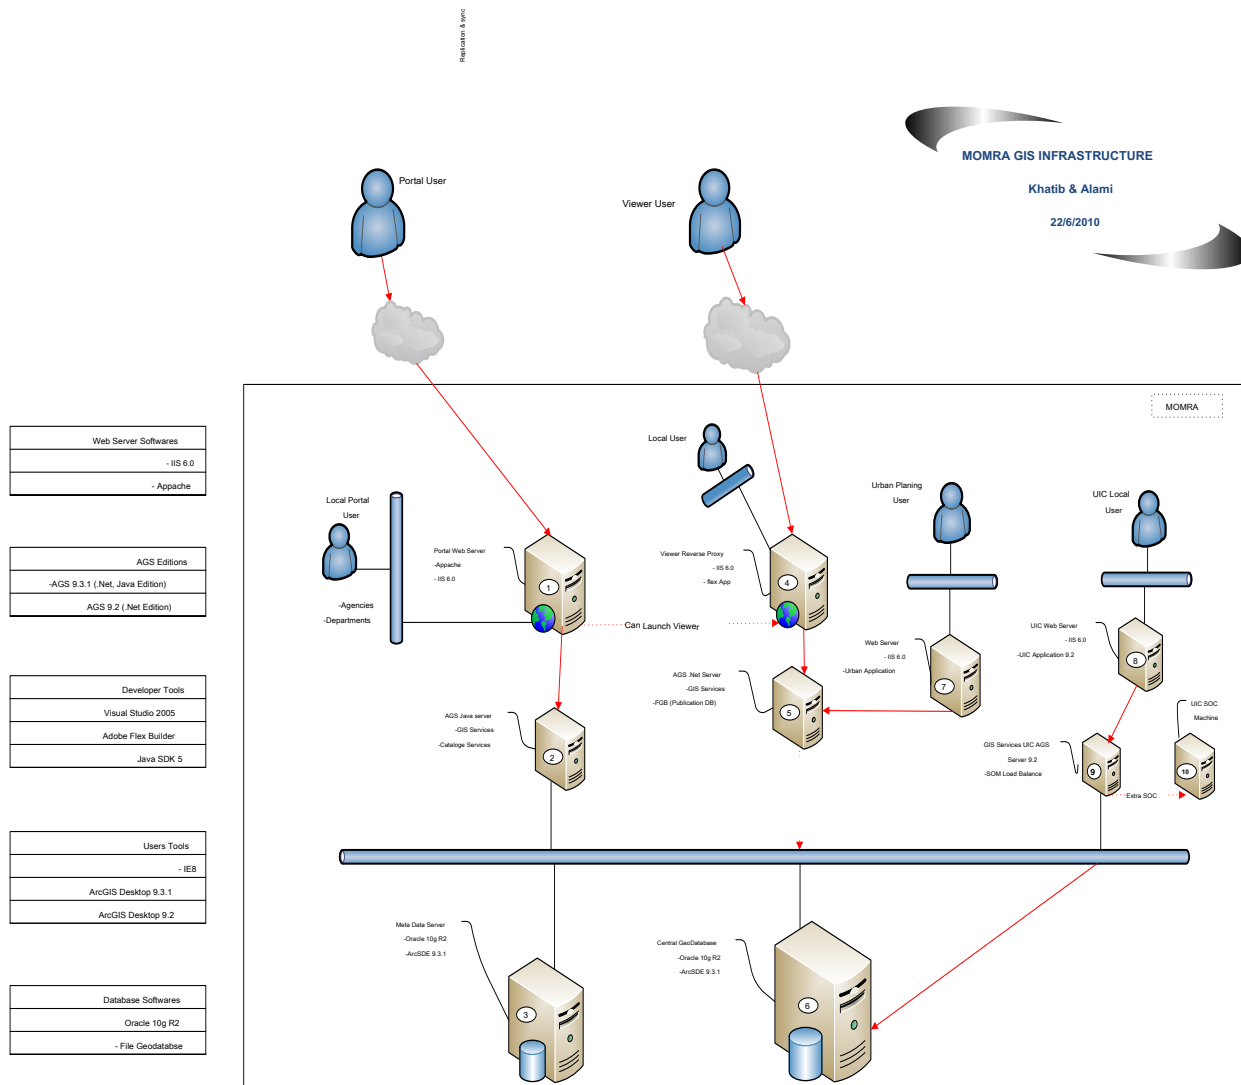 Replication & sync
MOMRA GIS INFRASTRUCTURE
Khatib & Alami
22/6/2010
Portal User
Viewer User
MOMRA
Web Server Softwares
- IIS 6.0
- Appache
AGS Editions
-AGS 9.3.1 (.Net, Java Edition)
AGS 9.2 (.Net Edition)
Developer Tools
Visual Studio 2005
Adobe Flex Builder
Java SDK 5
Users Tools
- IE8
ArcGIS Desktop 9.3.1
ArcGIS Desktop 9.2
Database Softwares
Oracle 10g R2
- File Geodatabse
Local Portal
User
-Agencies
-Departments
Portal Web Server
-Appache
- IIS 6.0
1
Can Launch Viewer
Local User
Viewer Reverse Proxy
- IIS 6.0
- flex App
4
Urban Planing
User
UIC Local
User
Web Server
- IIS 6.0
-Urban Application
7
UIC Web Server
- IIS 6.0
-UIC Application 9.2
8
AGS Java server
-GIS Services
-Cataloge Services
2
AGS .Net Server
-GIS Services
-FGB (Publication DB)
5
GIS Services UIC AGS
Server 9.2
-SOM Load Balance
9
Extra SOC
UIC SOC
Machine
10
Meta Data Server
-Oracle 10g R2
-ArcSDE 9.3.1
3
Central GeoDatabase
-Oracle 10g R2
-ArcSDE 9.3.1
6